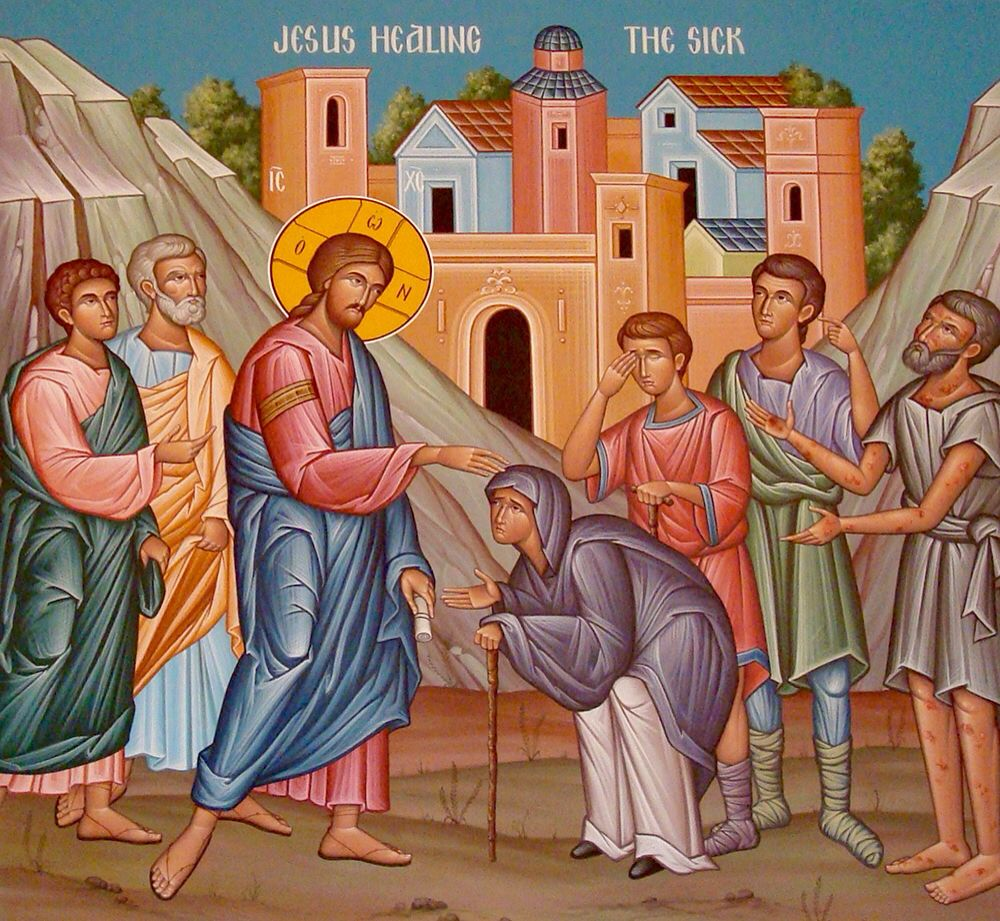 JESUS HEALING THE SICK
IC XC
Ο Ω Ν